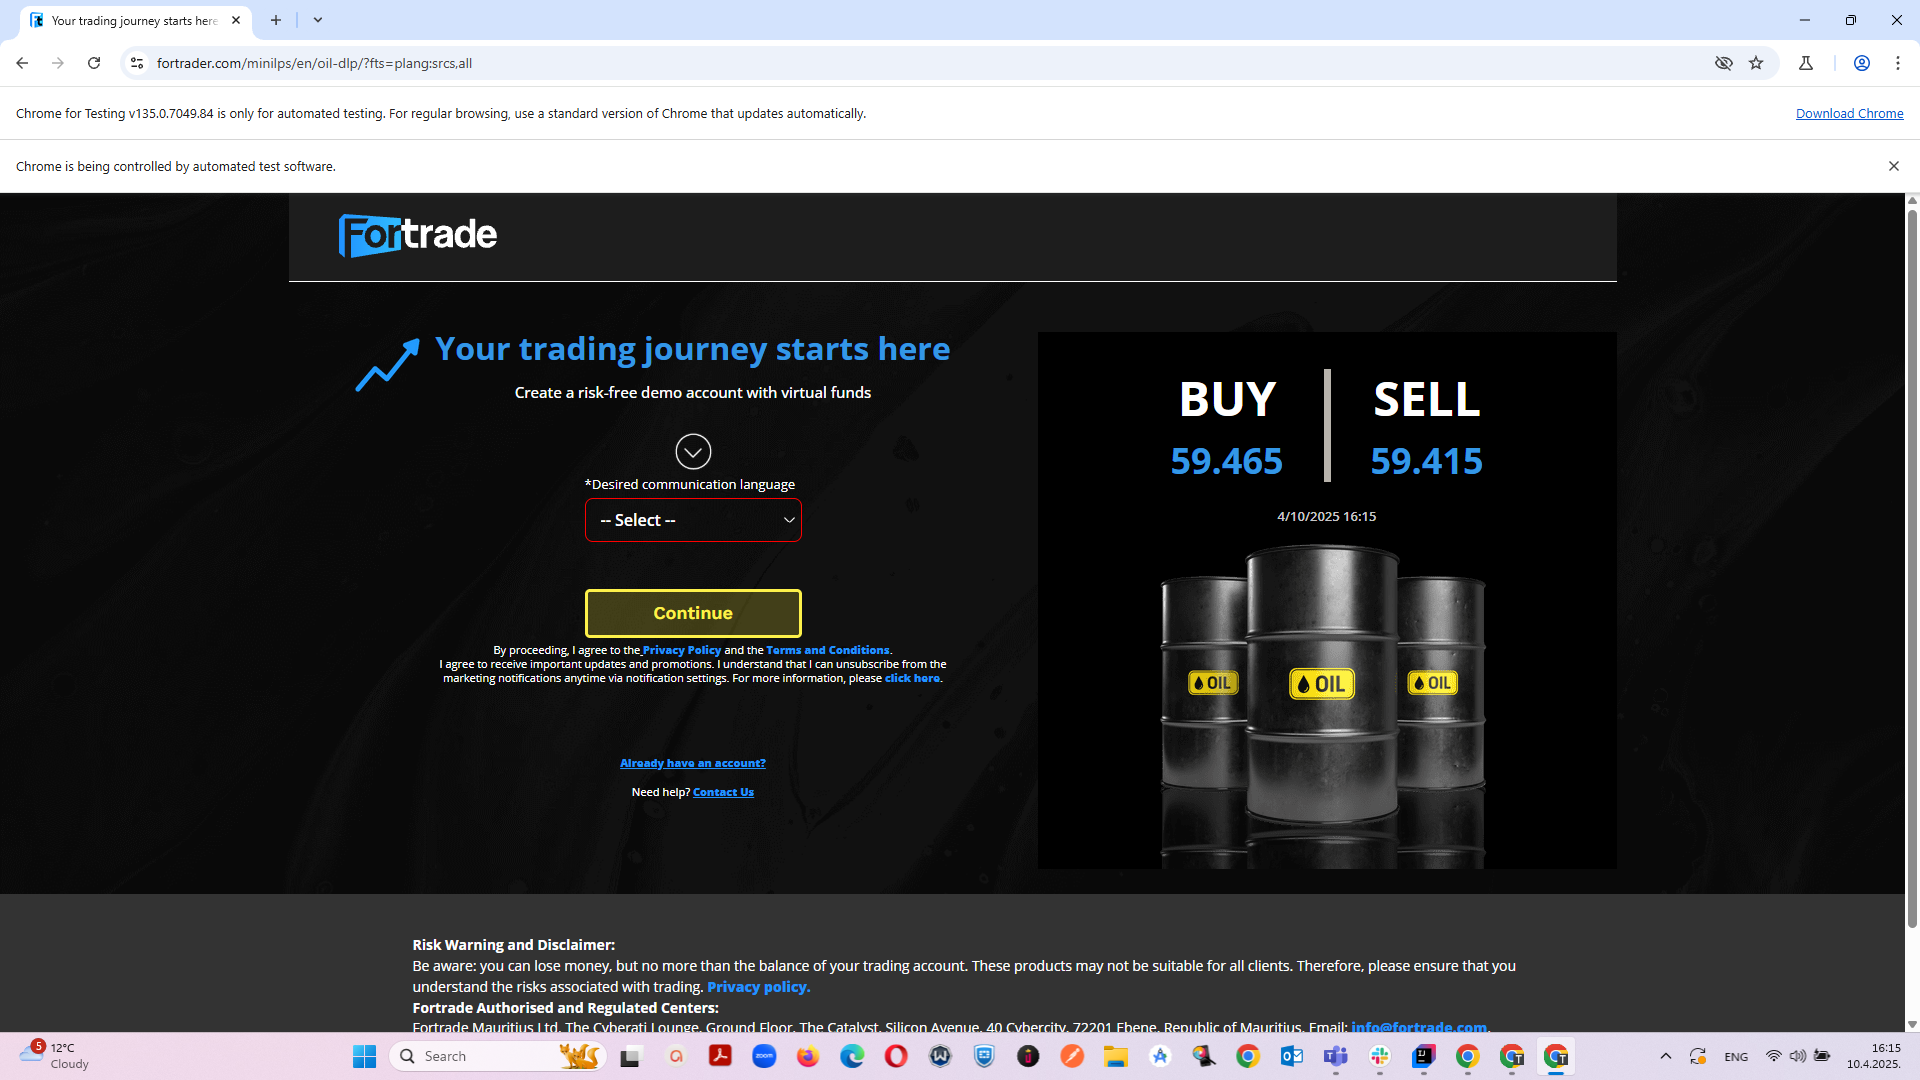 Your trading journey starts here
fortrader.com/minilps/en/oil-dlp/?fts=plang:srcs,all
Chrome for Testing v135.0.7049.84 is only for automated testing. For regular browsing, use a standard version of Chrome that updates automatically.
Download Chrome
Chrome is being controlled by automated test software.
Fortrade
Your trading journey starts here
Create a risk-free demo account with virtual funds
*Desired communication language
-- Select --
Continue
By proceeding, I agree to the Privacy Policy and the Terms and Conditions.
I agree to receive important updates and promotions. I understand that I can unsubscribe from the
marketing notifications anytime via notification settings. For more information, please click here.
Already have an account?
Need help? Contact Us
BUY
SELL
59.465
59.415
4/10/2025 16:15
OIL
OIL
OIL
Risk Warning and Disclaimer:
Be aware: you can lose money, but no more than the balance of your trading account. These products may not be suitable for all clients. Therefore, please ensure that you
understand the risks associated with trading. Privacy policy.
Fortrade Authorised and Regulated Centers:
Fortrade Mauritius Ltd, The Cyberati Lounge, Ground Floor, The Catalyst, Silicon Avenue, 40 Cybercity, 72201 Ebene, Republic of Mauritius. Email: info@fortrade.com.
5
12°C
Cloudy
Search
zoom
ENG
16:15
10.4.2025.